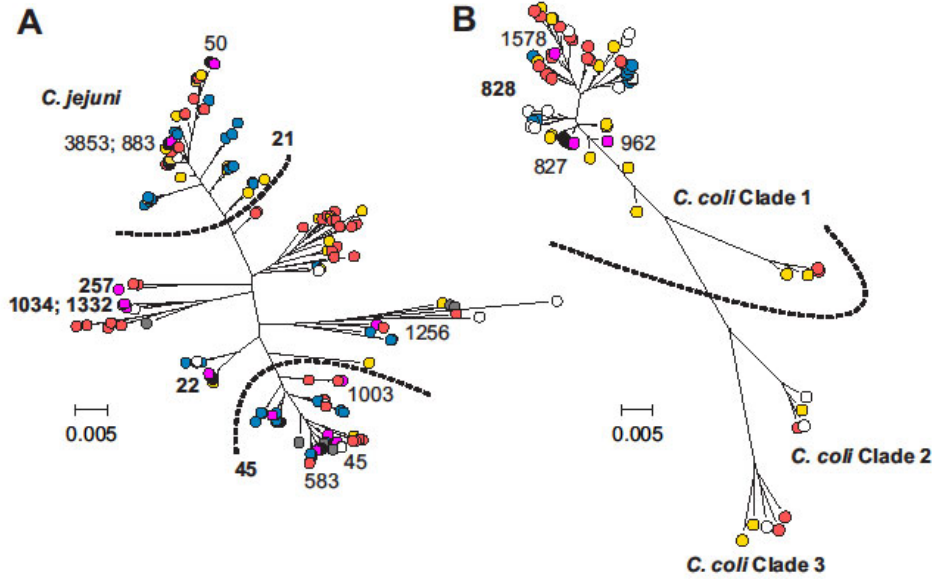 A
50
C. jejuni
3853; 883
21
257
1034; 1332
1256
22
1003
0.005
45
45
583
B
1578
828
962
827
C. coli Clade 1
0.005
C. coli Clade 2
C. coli Clade 3